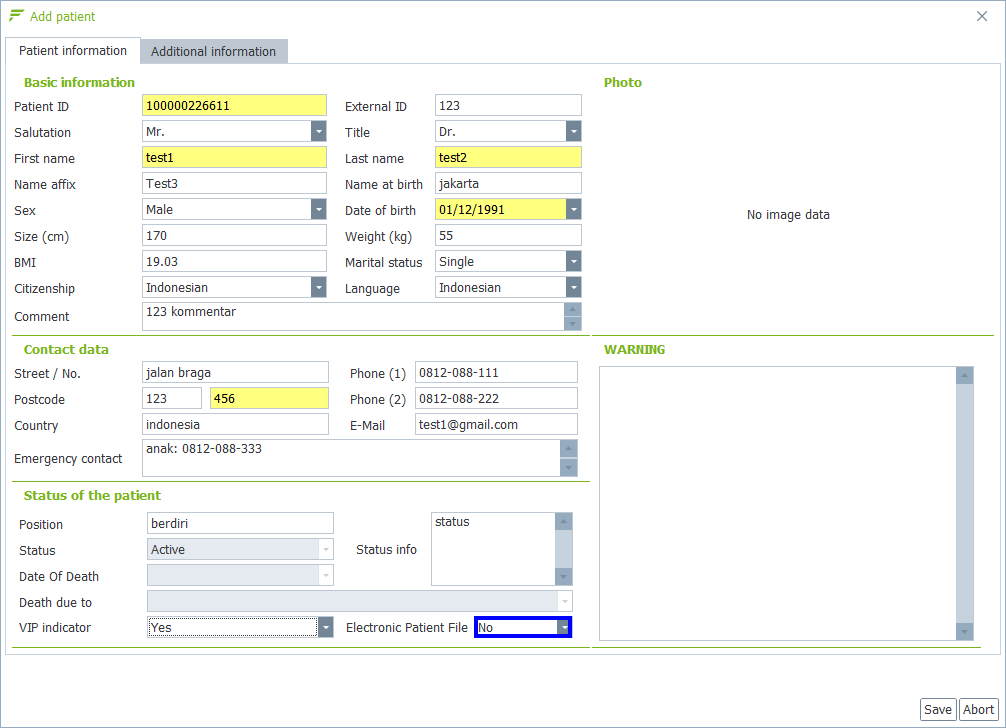 Add patient
Patient information Additional information
Basic information Photo
Patient ID 100000226611 External ID 123
Salutation Mr. Title Dr.
First name test1 Last name test2
Name affix Test3 Name at birth jakarta
Sex Male Date of birth 01/12/1991
No image data
Size (cm) 170 Weight (kg) 55
BMI 19.03 Marital status Single
Citizenship Indonesian Language Indonesian
Comment 123 kommentar
Contact data WARNING
Street / No. jalan braga Phone (1) 0812-088-111
Postcode 123 456 Phone (2) 0812-088-222
Country indonesia E-Mail test1@gmail.com
Emergency contact anak: 0812-088-333
Status of the patient
Position berdiri status
Status Active Status info
Date Of Death
Death due to
VIP indicator Yes Electronic Patient File No
Save Abort